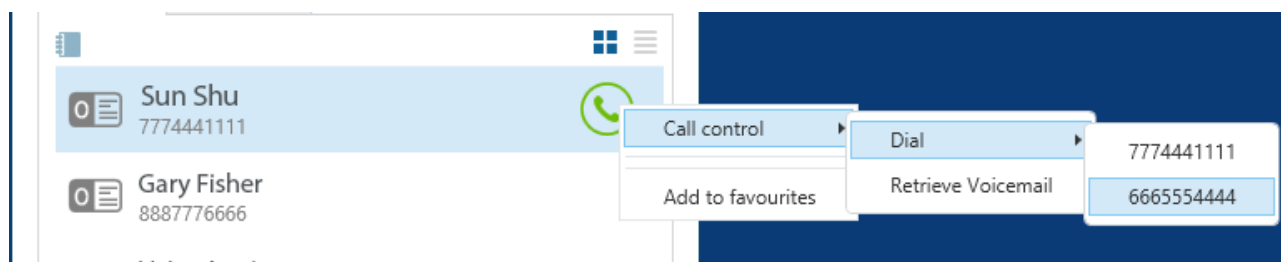 Sun Shu
7774441111
Gary Fisher
8887776666
Call control
Add to favourites
Dial
Retrieve Voicemail
7774441111
6665554444